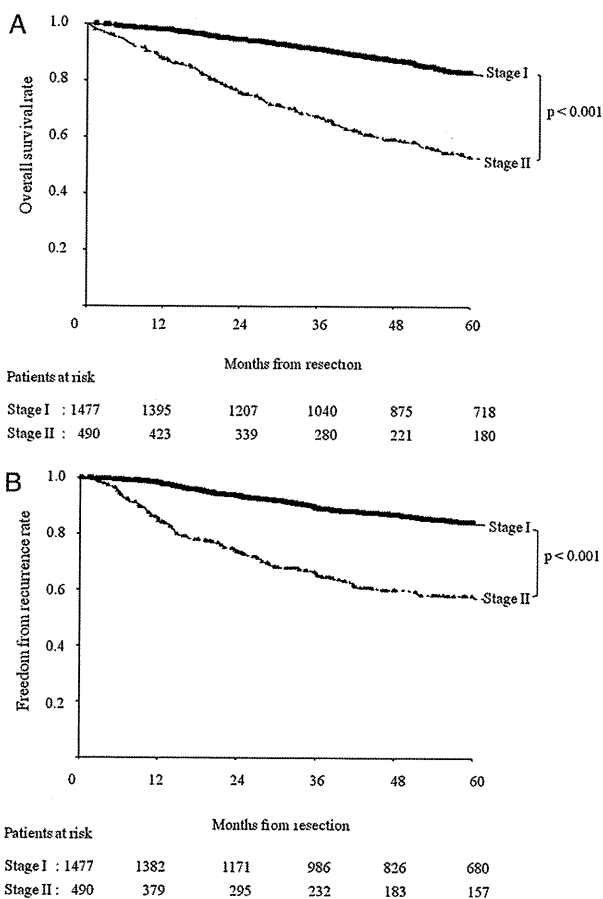 A
1.0
0.8
0.6
0.4
0.2
Overall survival rate
Stage I
Stage II
p < 0.001
0 12 24 36 48 60
Months from resection
Patients at risk
Stage I : 1477 1395 1207 1040 875 718
Stage II : 490 423 339 280 221 180
B
1.0
0.8
0.6
0.4
0.2
Freedom from recurrence rate
Stage I
Stage II
p < 0.001
0 12 24 36 48 60
Months from resection
Patients at risk
Stage I : 1477 1382 1171 986 826 680
Stage II : 490 379 295 232 183 157